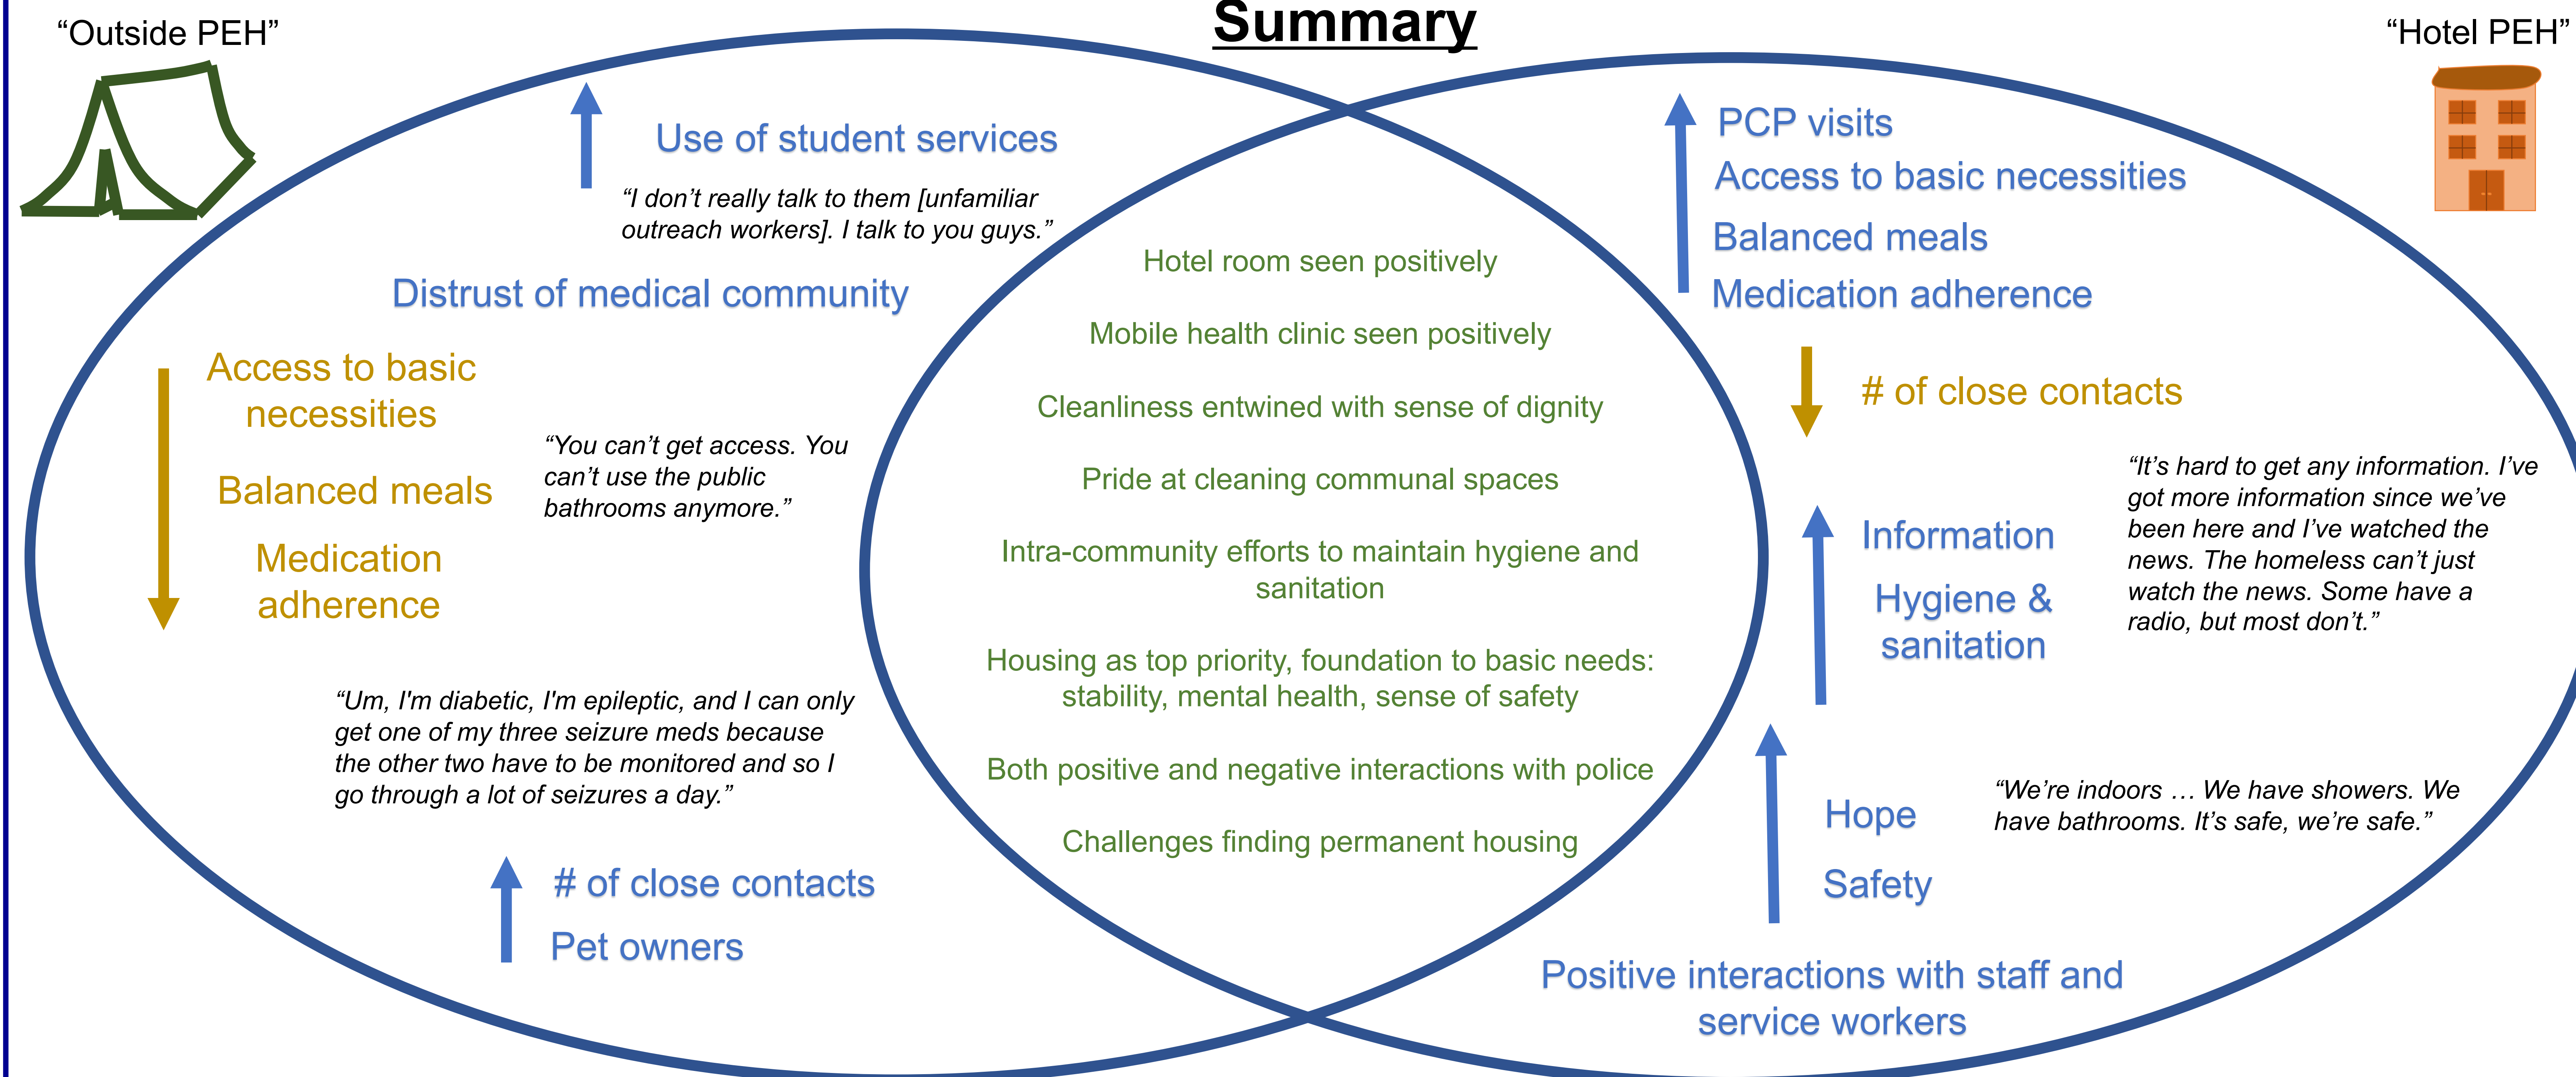 Summary
“Outside PEH”
“Hotel PEH”
Use of student services
“I don’t really talk to them [unfamiliar
outreach workers]. I talk to you guys.”
Distrust of medical community
Access to basic
necessities
Balanced meals
Medication
adherence
“You can’t get access. You
can’t use the public
bathrooms anymore.”
“Um, I'm diabetic, I'm epileptic, and I can only
get one of my three seizure meds because
the other two have to be monitored and so I
go through a lot of seizures a day.”
# of close contacts
Pet owners
Hotel room seen positively
Mobile health clinic seen positively
Cleanliness entwined with sense of dignity
Pride at cleaning communal spaces
Intra-community efforts to maintain hygiene and
sanitation
Housing as top priority, foundation to basic needs:
stability, mental health, sense of safety
Both positive and negative interactions with police
Challenges finding permanent housing
PCP visits
Access to basic necessities
Balanced meals
Medication adherence
# of close contacts
Information
Hygiene &
sanitation
“It’s hard to get any information. I’ve
got more information since we’ve
been here and I’ve watched the
news. The homeless can’t just
watch the news. Some have a
radio, but most don’t.”
Hope
Safety
“We’re indoors … We have showers. We
have bathrooms. It’s safe, we’re safe.”
Positive interactions with staff and
service workers